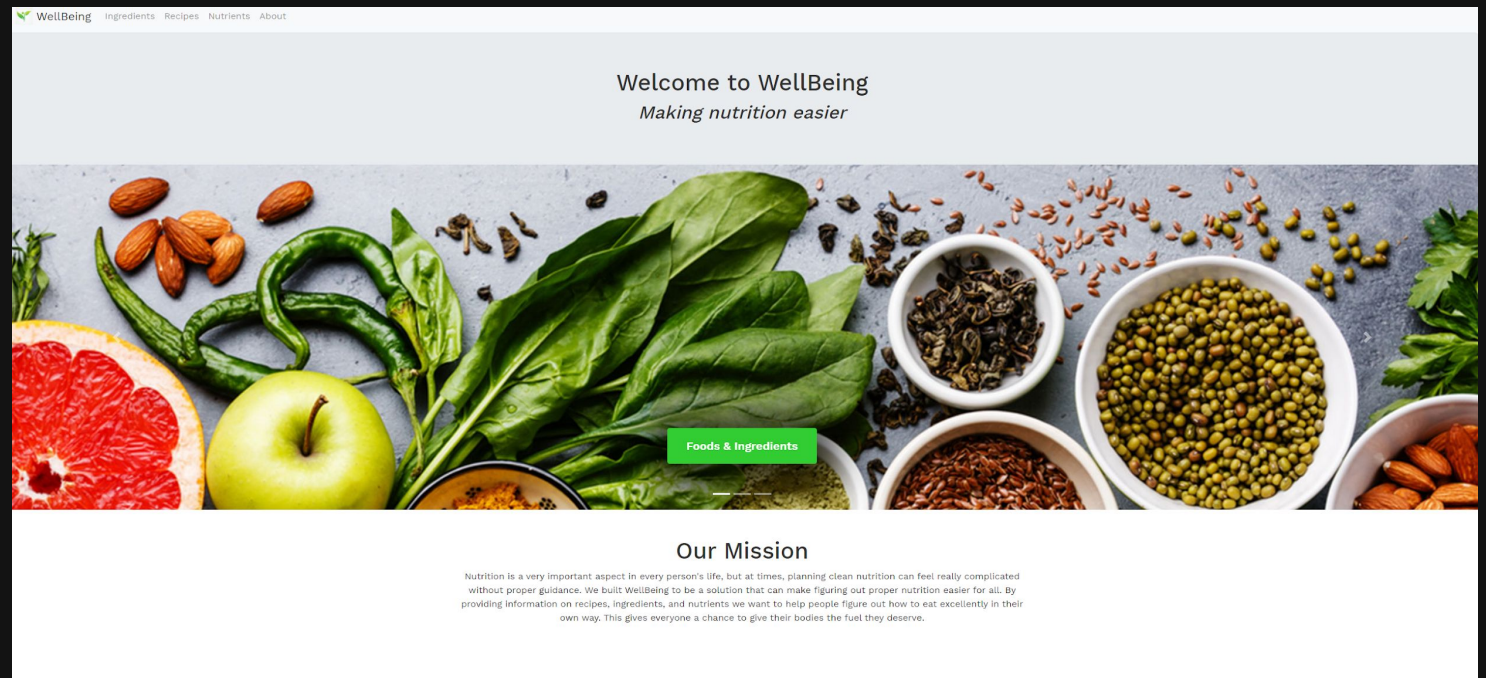 WellBeing Ingredients Recipes Nutrients About
Welcome to WellBeing
Making nutrition easier
Foods & Ingredients
Our Mission
Nutrition is a very important aspect in every person's life, but at times, planning clean nutrition can feel really complicated
without proper guidance. We built WellBeing to be a solution that can make figuring out proper nutrition easier for all. By
providing information on recipes, ingredients, and nutrients we want to help people figure out how to eat excellently in their
own way. This gives everyone a chance to give their bodies the fuel they deserve.